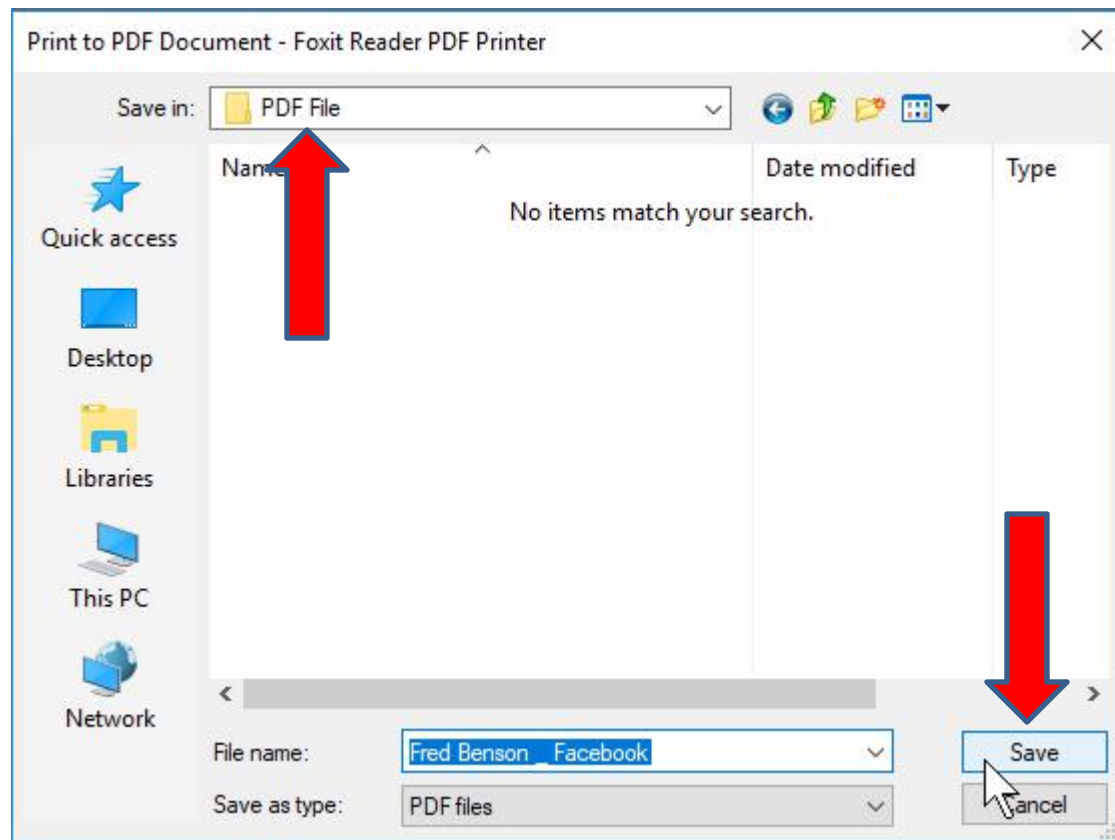 Print to PDF Document - Foxit Reader PDF Printer
Save in: PDF File
Name Date modified Type
No items match your search.
Quick access
Desktop
Libraries
This PC
Network
File name: Fred Benson _ Facebook Save
Save as type: PDF files Cancel